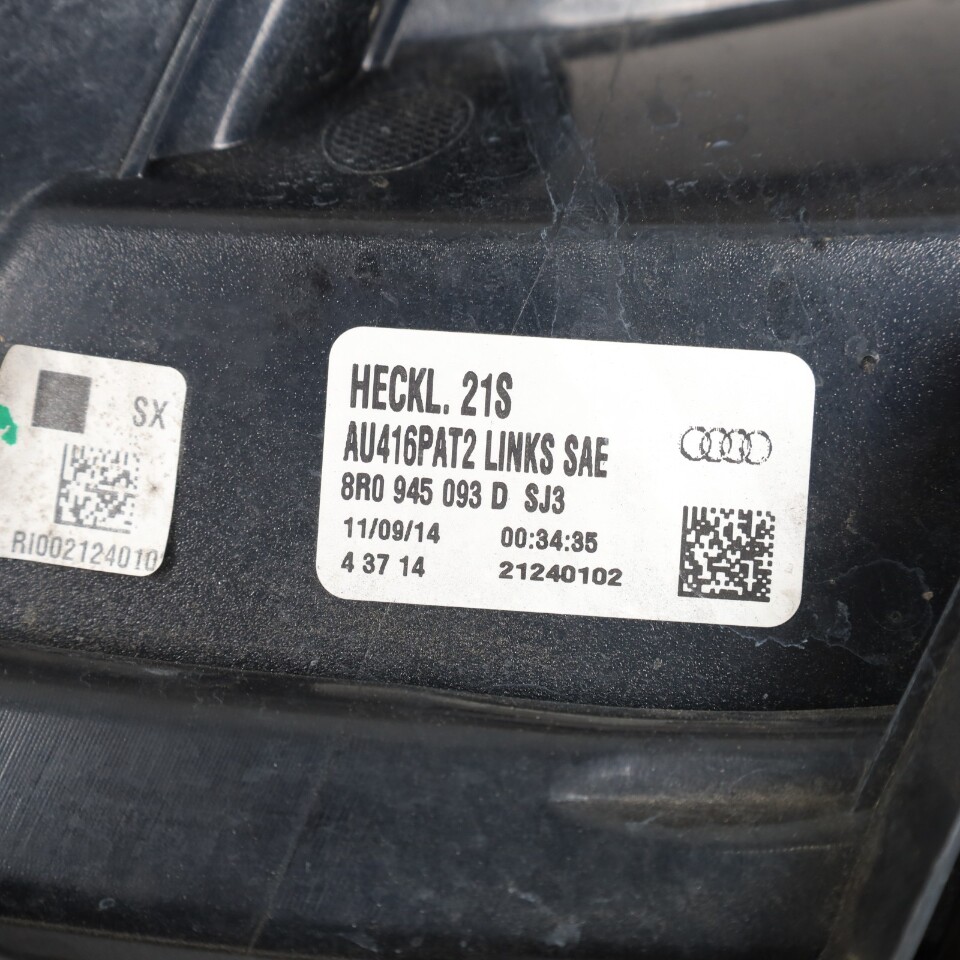 SX
RI002124010
HECKL. 21S
AU416PAT2 LINKS SAE
8R0 945 093 D SJ3
11/09/14 00:34:35
4 37 14 21240102